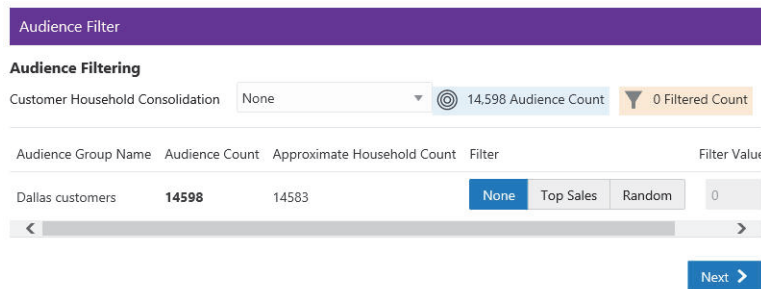 Audience Filter
Audience Filtering
Customer Household Consolidation None 14,598 Audience Count 0 Filtered Count
Audience Group Name Audience Count Approximate Household Count Filter Filter Value
Dallas customers 14598 14583 None Top Sales Random 0
Next